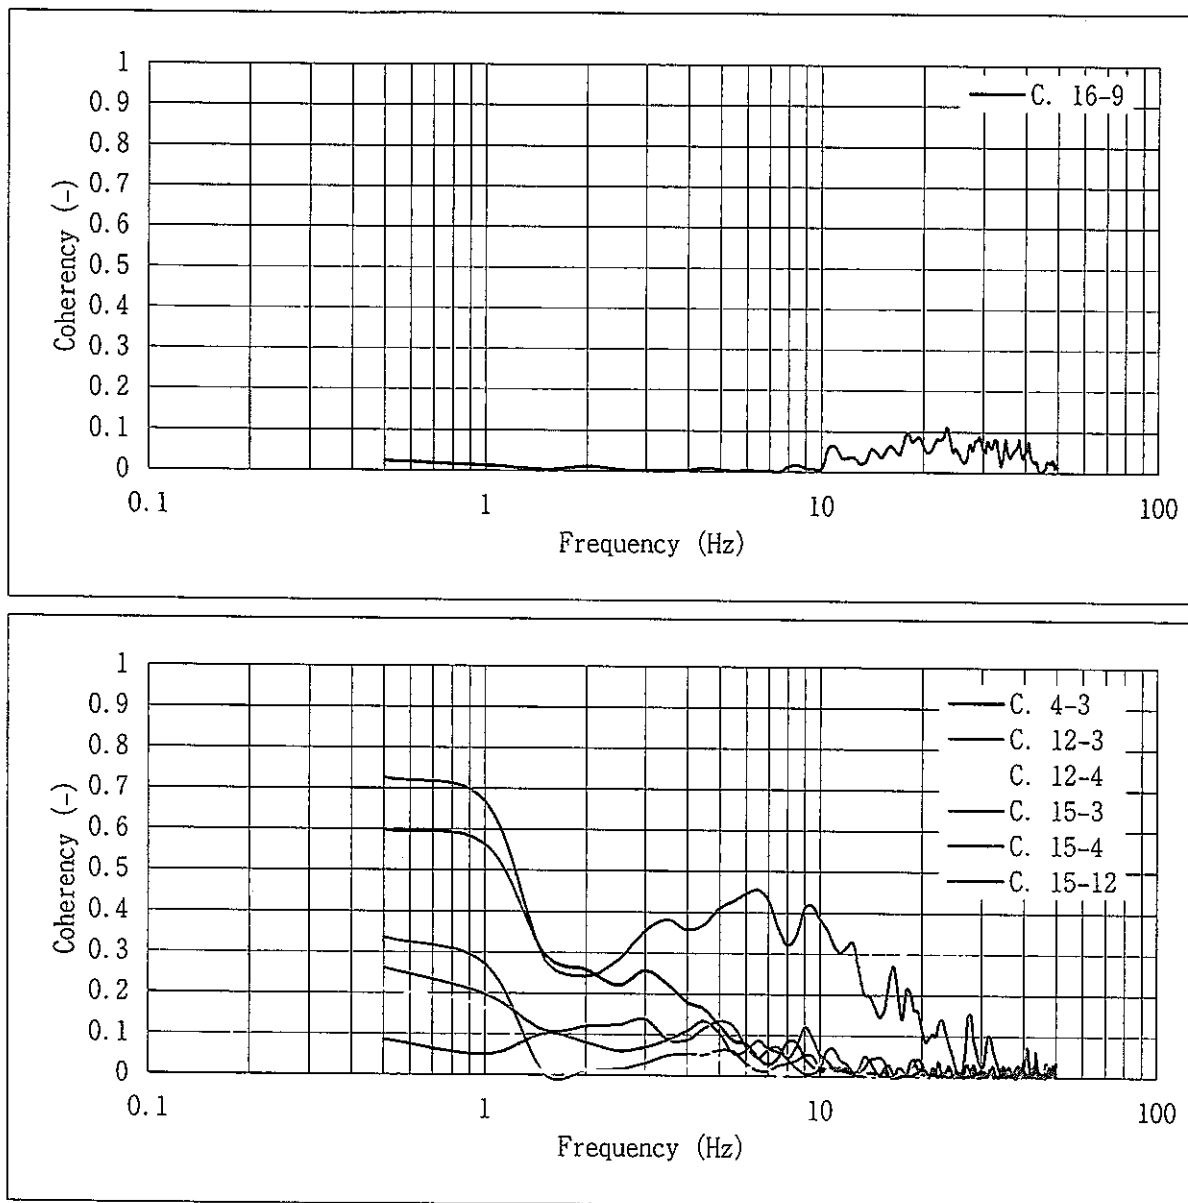 1
0.9
0.8
0.7
0.6
0.5
0.4
0.3
0.2
0.1
0
Coherency (-)
C. 16-9
0.1 1 10 100
Frequency (Hz)
1
0.9
0.8
0.7
0.6
0.5
0.4
0.3
0.2
0.1
0
Coherency (-)
C. 4-3
C. 12-3
C. 12-4
C. 15-3
C. 15-4
C. 15-12
0.1 1 10 100
Frequency (Hz)